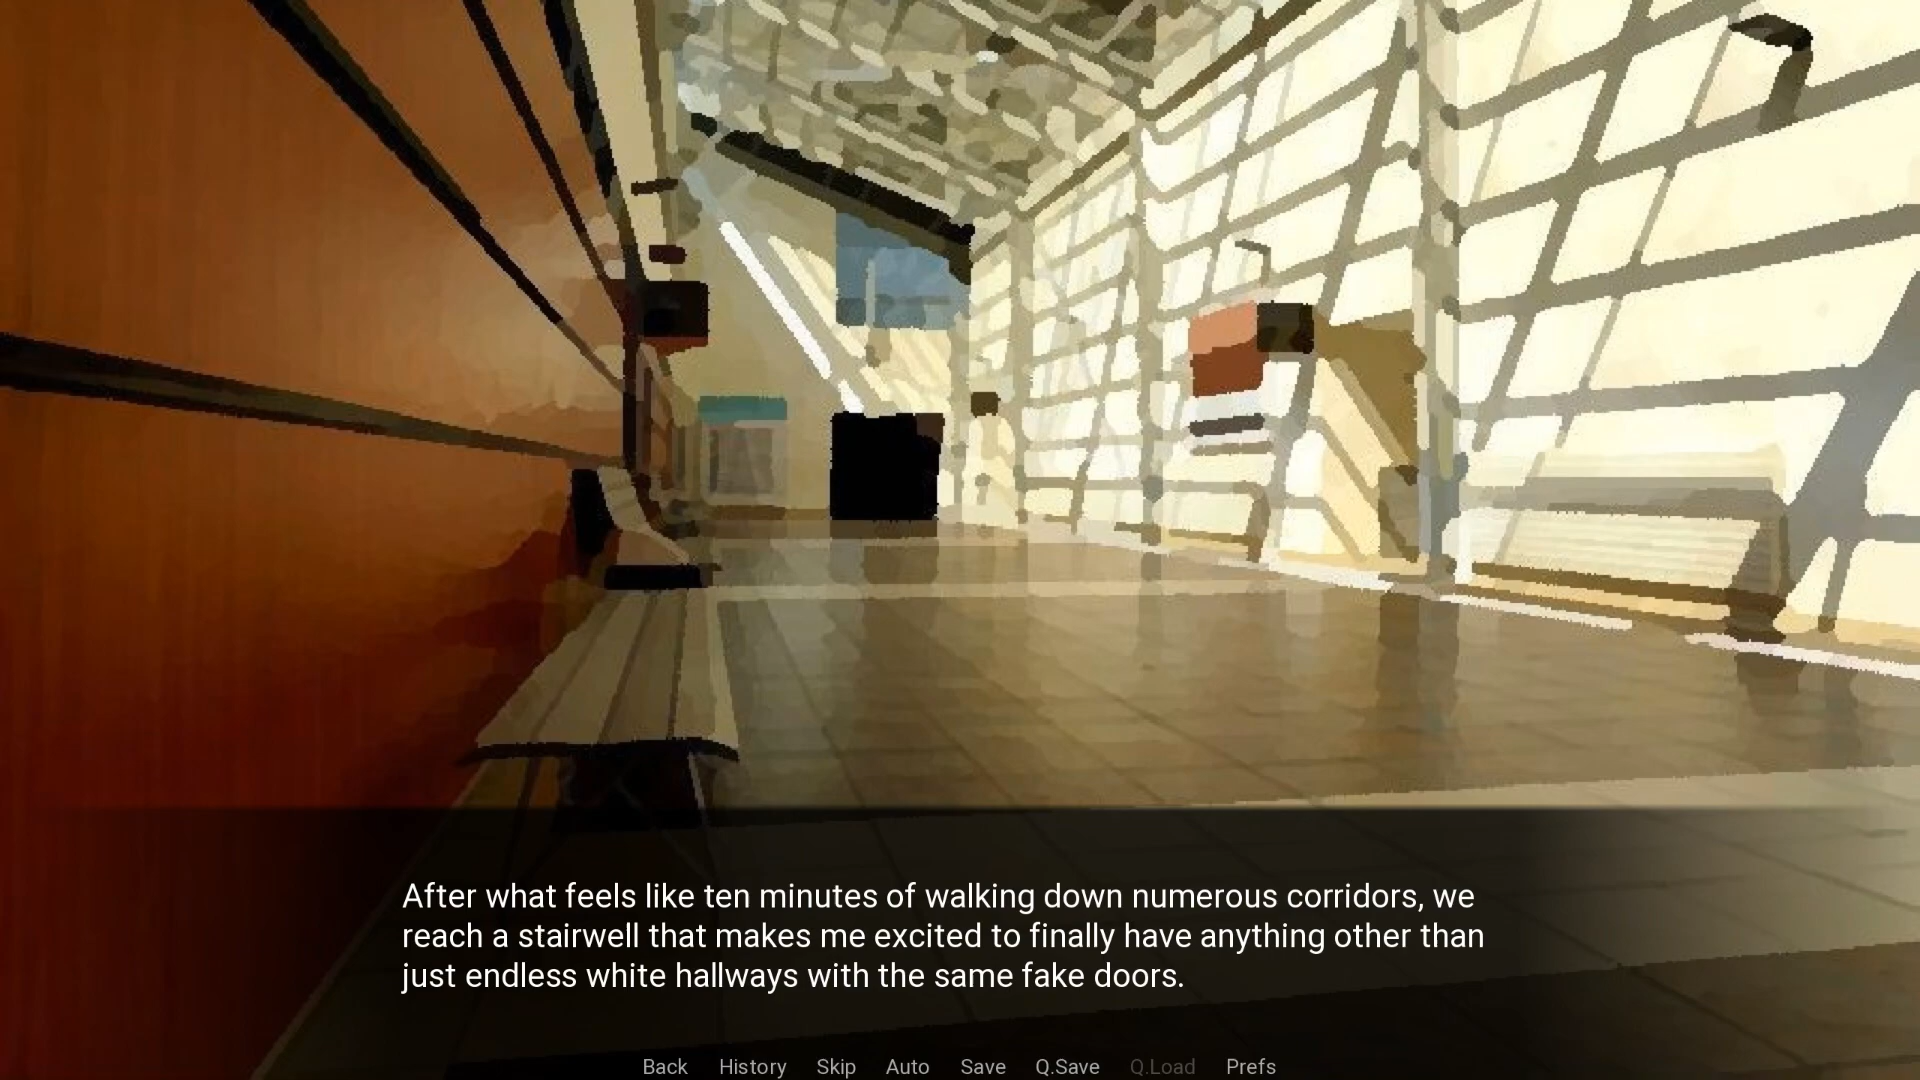 After what feels like ten minutes of walking down numerous corridors, we
reach a stairwell that makes me excited to finally have anything other than
just endless white hallways with the same fake doors.
Back History Skip Auto Save Q.Save Q.Load Prefs